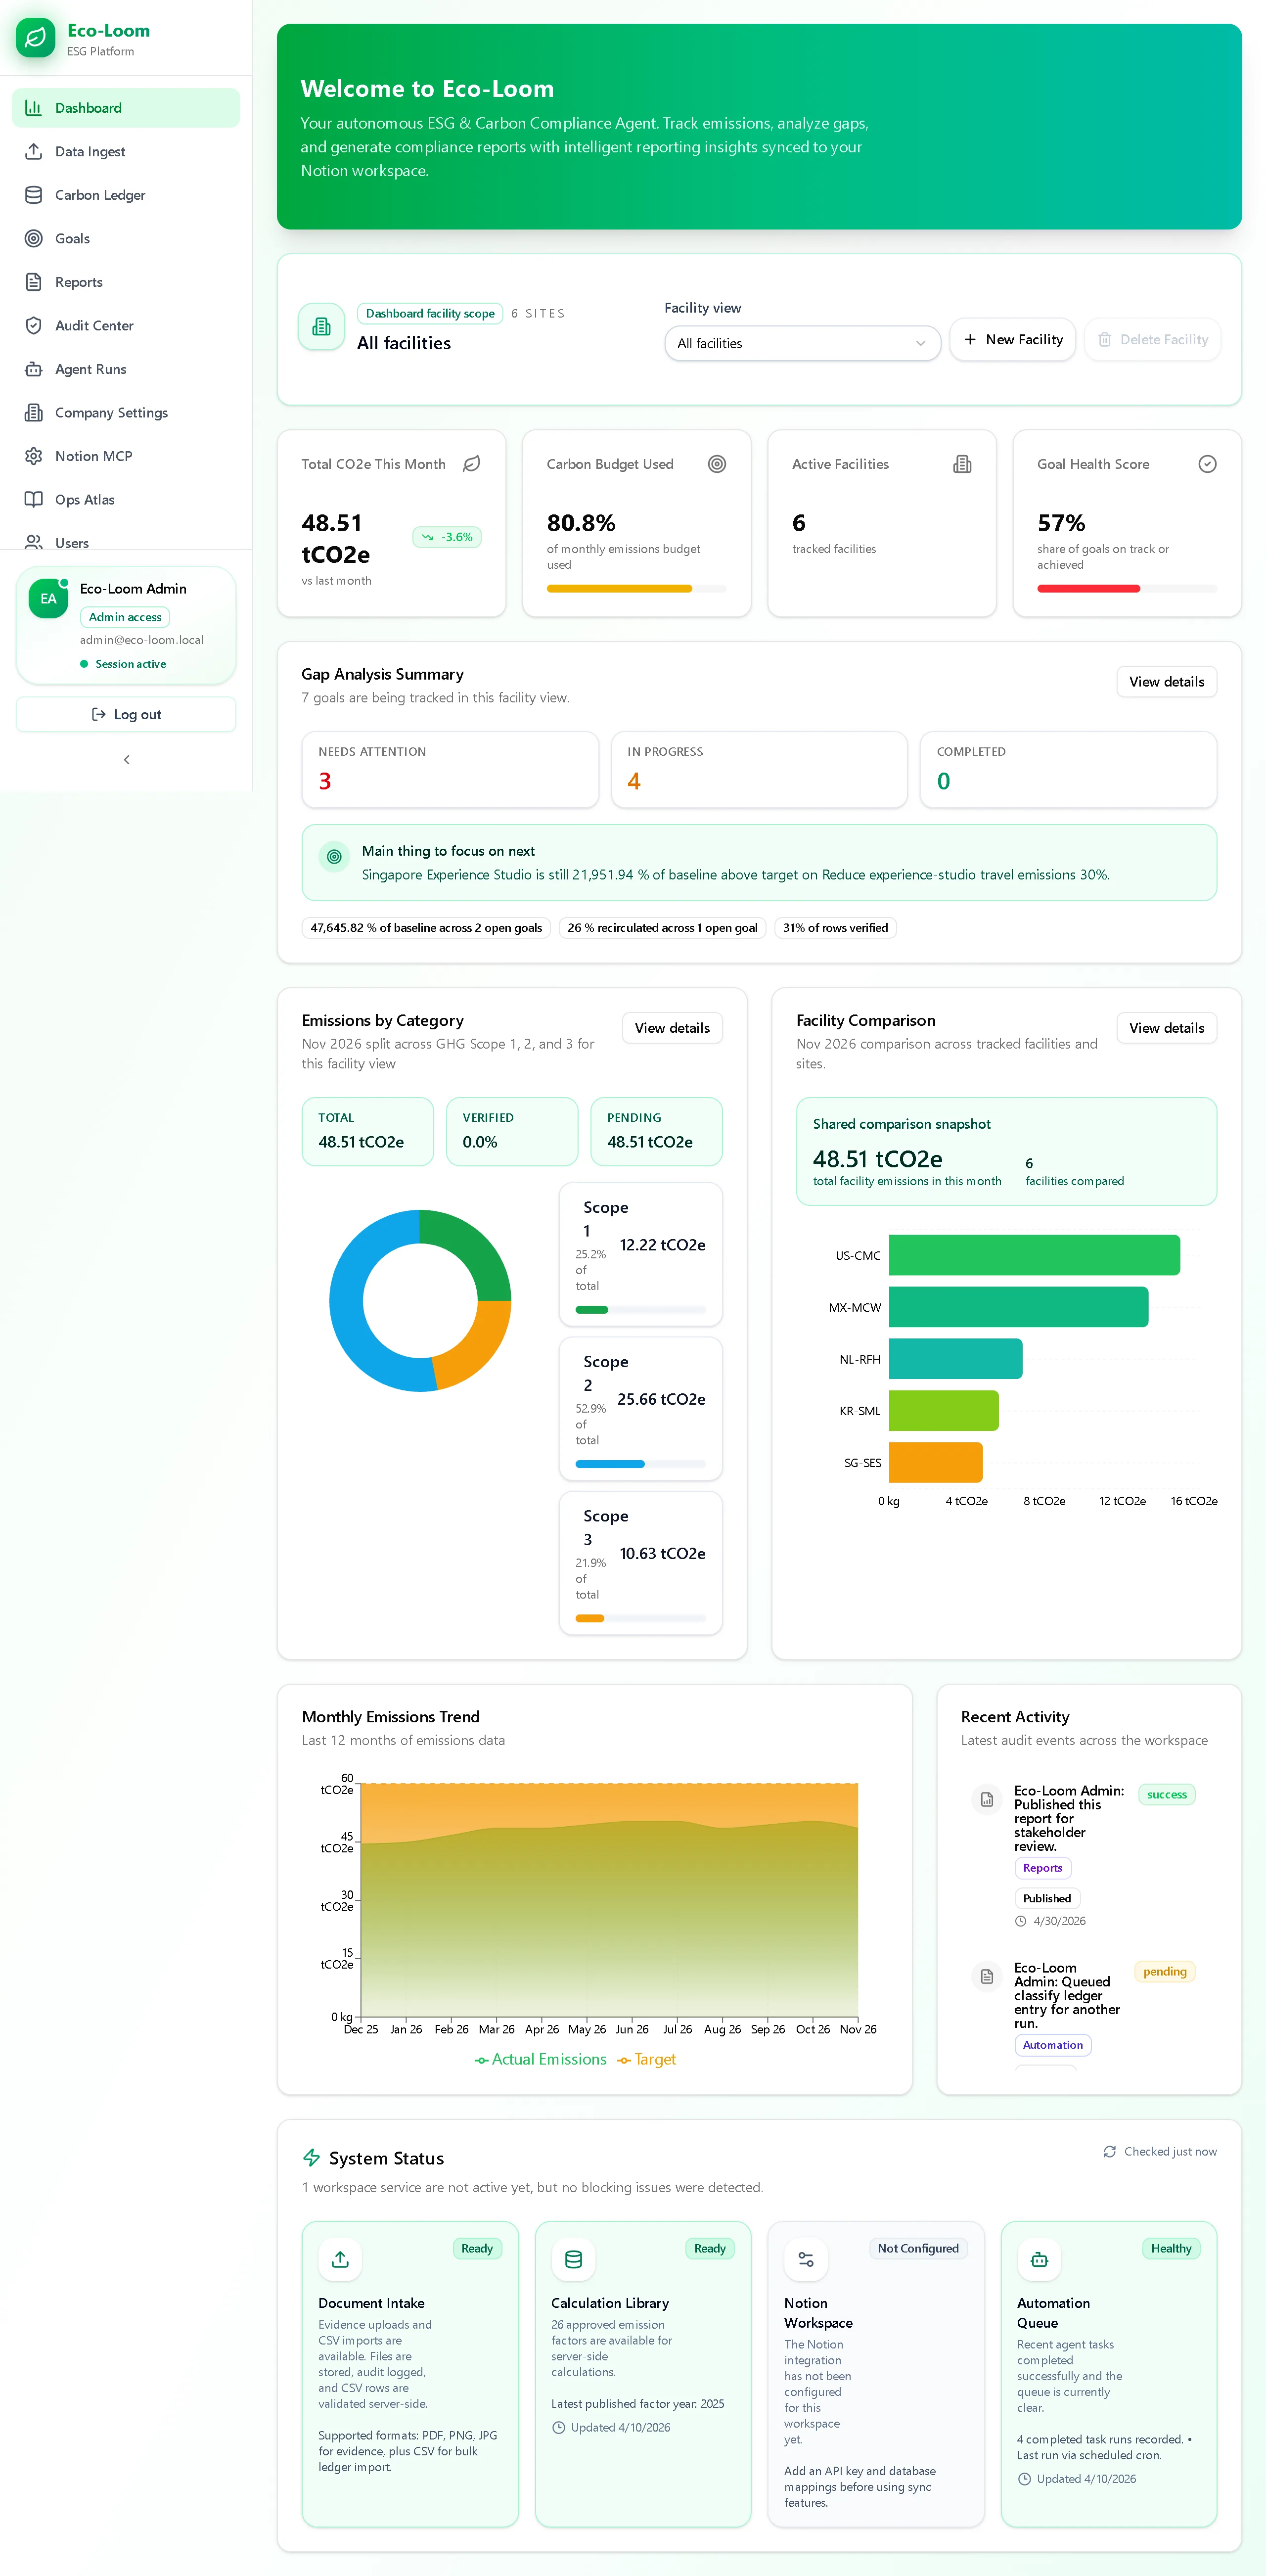 Eco-Loom
ESG Platform
Dashboard
Data Ingest
Carbon Ledger
Goals
Reports
Audit Center
Agent Runs
Company Settings
Notion MCP
Ops Atlas
Users
EA
Eco-Loom Admin
Admin access
admin@eco-loom.local
Session active
Log out
Welcome to Eco-Loom
Your autonomous ESG & Carbon Compliance Agent. Track emissions, analyze gaps,
and generate compliance reports with intelligent reporting insights synced to your
Notion workspace.
Dashboard facility scope
6 SITES
All facilities
Facility view
All facilities
New Facility
Delete Facility
Total CO2e This Month
48.51
tCO2e
-3.6%
vs last month
Carbon Budget Used
80.8%
of monthly emissions budget
used
Active Facilities
6
tracked facilities
Goal Health Score
57%
share of goals on track or
achieved
Gap Analysis Summary
7 goals are being tracked in this facility view.
View details
NEEDS ATTENTION
3
IN PROGRESS
4
COMPLETED
0
Main thing to focus on next
Singapore Experience Studio is still 21,951.94 % of baseline above target on Reduce experience-studio travel emissions 30%.
47,645.82 % of baseline across 2 open goals
26 % recirculated across 1 open goal
31% of rows verified
Emissions by Category
Nov 2026 split across GHG Scope 1, 2, and 3 for
this facility view
View details
TOTAL
48.51 tCO2e
VERIFIED
0.0%
PENDING
48.51 tCO2e
Scope
1
25.2%
of
total
12.22 tCO2e
Scope
2
52.9%
of
total
25.66 tCO2e
Scope
3
21.9%
of
total
10.63 tCO2e
Facility Comparison
Nov 2026 comparison across tracked facilities and
sites.
View details
Shared comparison snapshot
48.51 tCO2e
total facility emissions in this month
6
facilities compared
US-CMC
MX-MCW
NL-RFH
KR-SML
SG-SES
0 kg
4 tCO2e
8 tCO2e
12 tCO2e
16 tCO2e
Monthly Emissions Trend
Last 12 months of emissions data
60
tCO2e
45
tCO2e
30
tCO2e
15
tCO2e
0 kg
Dec 25
Jan 26
Feb 26
Mar 26
Apr 26
May 26
Jun 26
Jul 26
Aug 26
Sep 26
Oct 26
Nov 26
Actual Emissions
Target
Recent Activity
Latest audit events across the workspace
Eco-Loom Admin:
Published this
report for
stakeholder
review.
success
Reports
Published
4/30/2026
Eco-Loom
Admin: Queued
classify ledger
entry for another
run.
pending
Automation
System Status
Checked just now
1 workspace service are not active yet, but no blocking issues were detected.
Ready
Document Intake
Evidence uploads and
CSV imports are
available. Files are
stored, audit logged,
and CSV rows are
validated server-side.
Supported formats: PDF, PNG, JPG
for evidence, plus CSV for bulk
ledger import.
Ready
Calculation Library
26 approved emission
factors are available for
server-side
calculations.
Latest published factor year: 2025
Updated 4/10/2026
Not Configured
Notion
Workspace
The Notion
integration
has not been
configured
for this
workspace
yet.
Add an API key and database
mappings before using sync
features.
Healthy
Automation
Queue
Recent agent tasks
completed
successfully and the
queue is currently
clear.
4 completed task runs recorded. •
Last run via scheduled cron.
Updated 4/10/2026